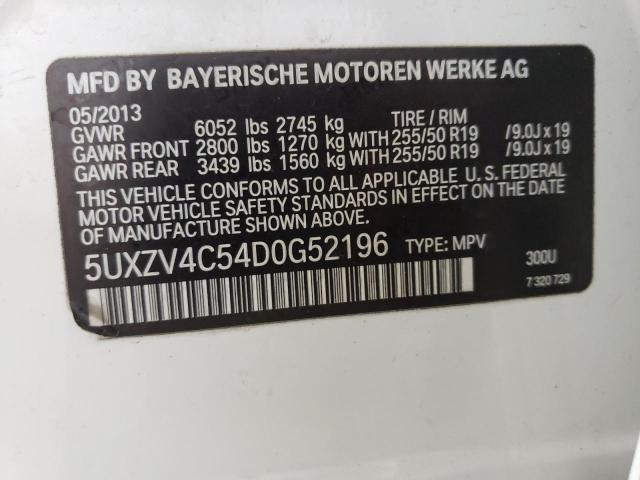 MFD BY BAYERISCHE MOTOREN WERKE AG
05/2013 TIRE / RIM
GVWR 6052 lbs 2745 kg
GAWR FRONT 2800 lbs 1270 kg WITH 255/50 R19 /9.0J x 19
GAWR REAR 3439 lbs 1560 kg WITH 255/50 R19 /9.0J x 19
THIS VEHICLE CONFORMS TO ALL APPLICABLE U. S. FEDERAL
MOTOR VEHICLE SAFETY STANDARDS IN EFFECT ON THE DATE
OF MANUFACTURE SHOWN ABOVE.
5UXZV4C54D0G52196 TYPE: MPV 300U
7 320 729